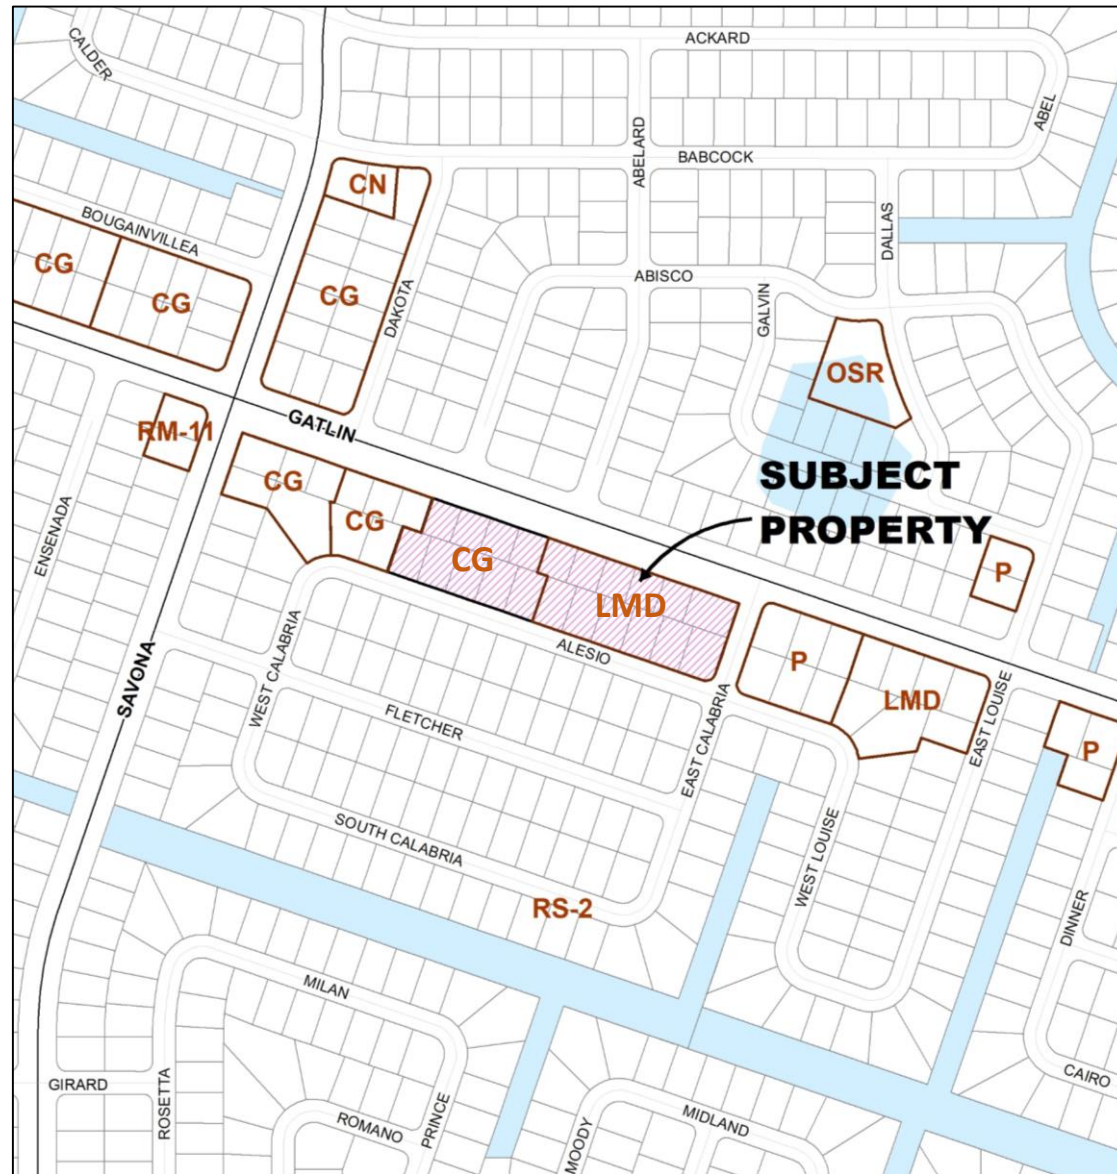 ACKARD
CALDER
ABEL
ABELARD
BABCOCK
CN
BOUGAINVILLEA
DALLAS
CG
CG
CG
DAKOTA
ABISCO
GALVIN
OSR
GATLIN
RM-11
SUBJECT
PROPERTY
CG
CG
CG
LMD
P
ENSENADA
ALESIO
WEST CALABRIA
SAVONA
FLETCHER
EAST CALABRIA
P
LMD
EAST LOUISE
P
SOUTH CALABRIA
WEST LOUISE
RS-2
DINNER
MILAN
CAIRO
GIRARD
ROSETTA
ROMANO
PRINCE
MOODY
MIDLAND